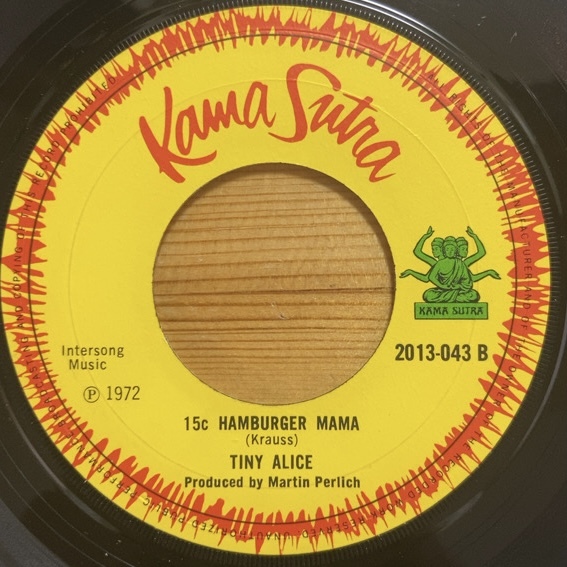 Kama Sutra
KAMA SUTRA
2013-043 B
Intersong
Music
Ⓟ 1972
15c HAMBURGER MAMA
(Krauss)
TINY ALICE
Produced by Martin Perlich